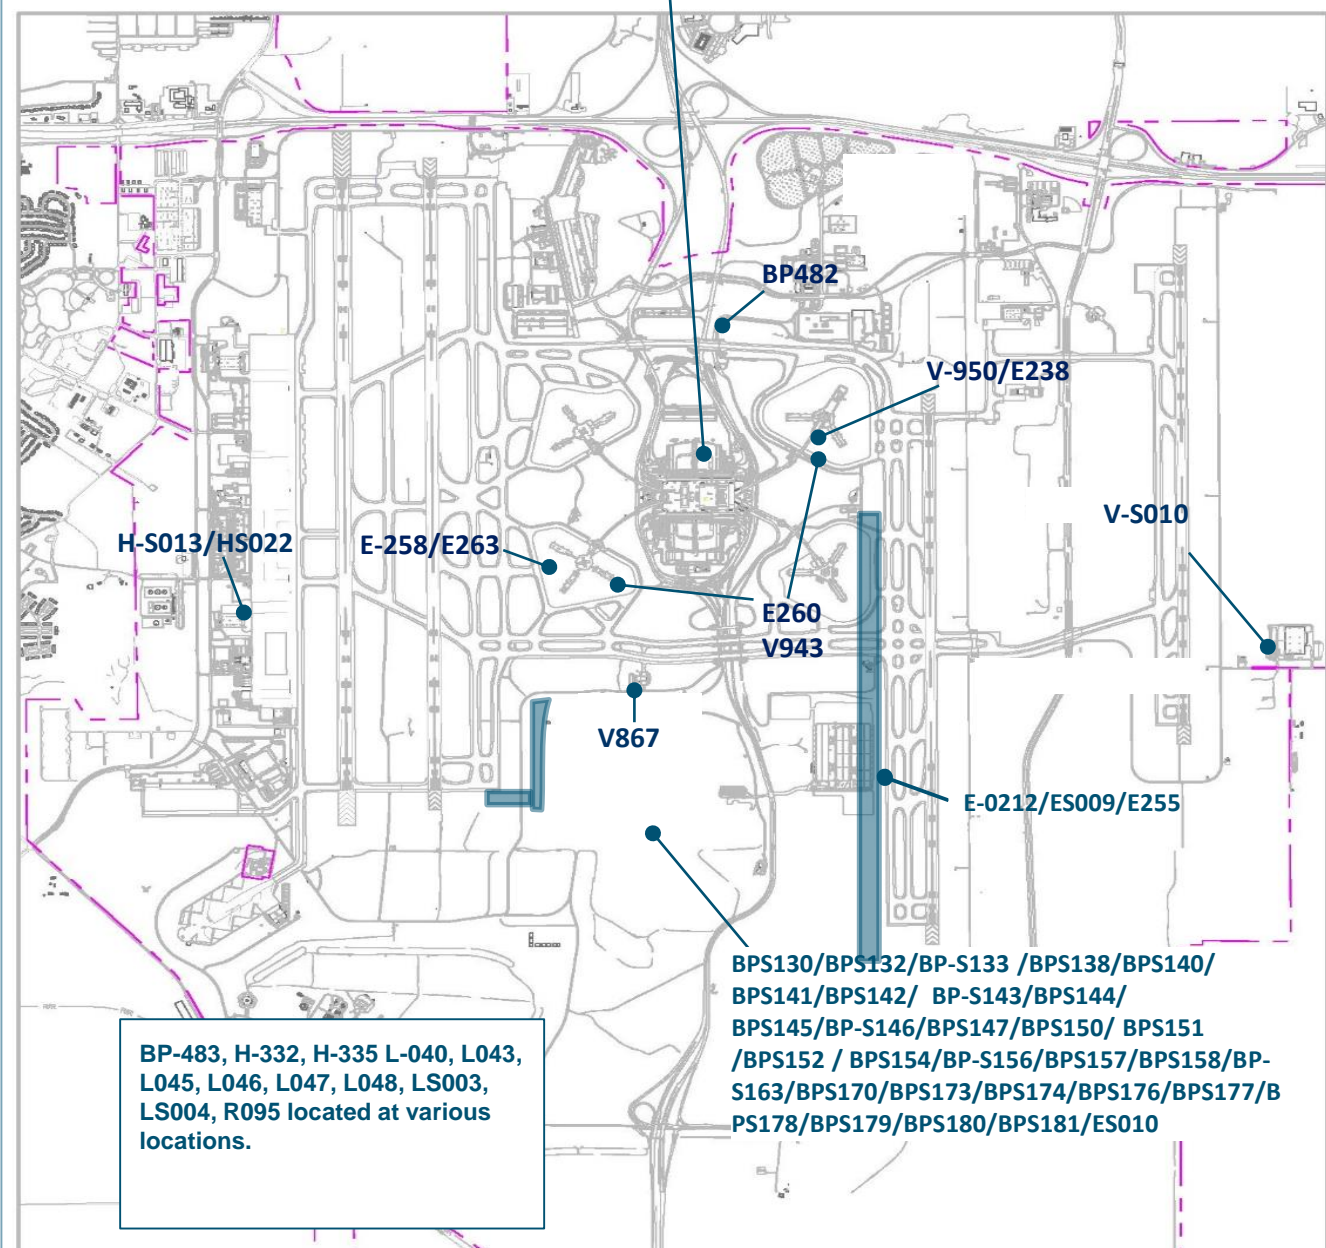 BP482
V-950/E238
V-S010
H-S013/HS022
E-258/E263
E260
V943
V867
E-0212/ES009/E255
BPS130/BPS132/BP-S133 /BPS138/BPS140/
BPS141/BPS142/ BP-S143/BPS144/
BPS145/BP-S146/BPS147/BPS150/ BPS151
/BPS152 / BPS154/BP-S156/BPS157/BPS158/BP-
S163/BPS170/BPS173/BPS174/BPS176/BPS177/B
PS178/BPS179/BPS180/BPS181/ES010
BP-483, H-332, H-335 L-040, L043,
L045, L046, L047, L048, LS003,
LS004, R095 located at various
locations.